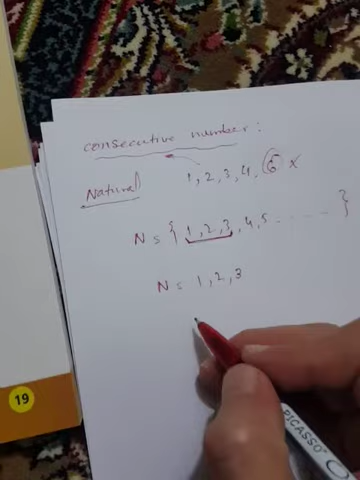 consecutive number:
1, 2, 3, 4, 6 x
Natural
N = { 1, 2, 3, 4, 5 - - - - - }
N = 1, 2, 3
19
PICASSO